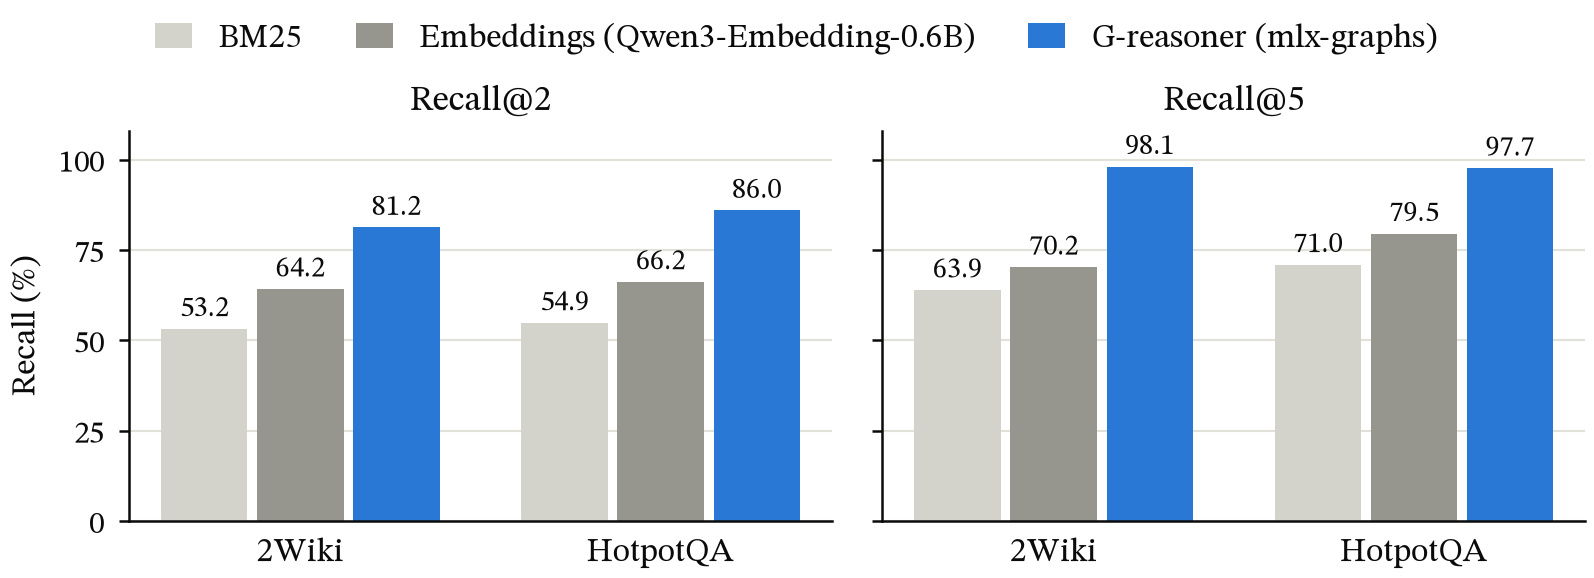 BM25 Embeddings (Qwen3-Embedding-0.6B) G-reasoner (mlx-graphs)
Recall@2
Recall (%)
100
75
50
25
0
53.2
64.2
81.2
54.9
66.2
86.0
2Wiki HotpotQA
Recall@5
63.9
70.2
98.1
71.0
79.5
97.7
2Wiki HotpotQA